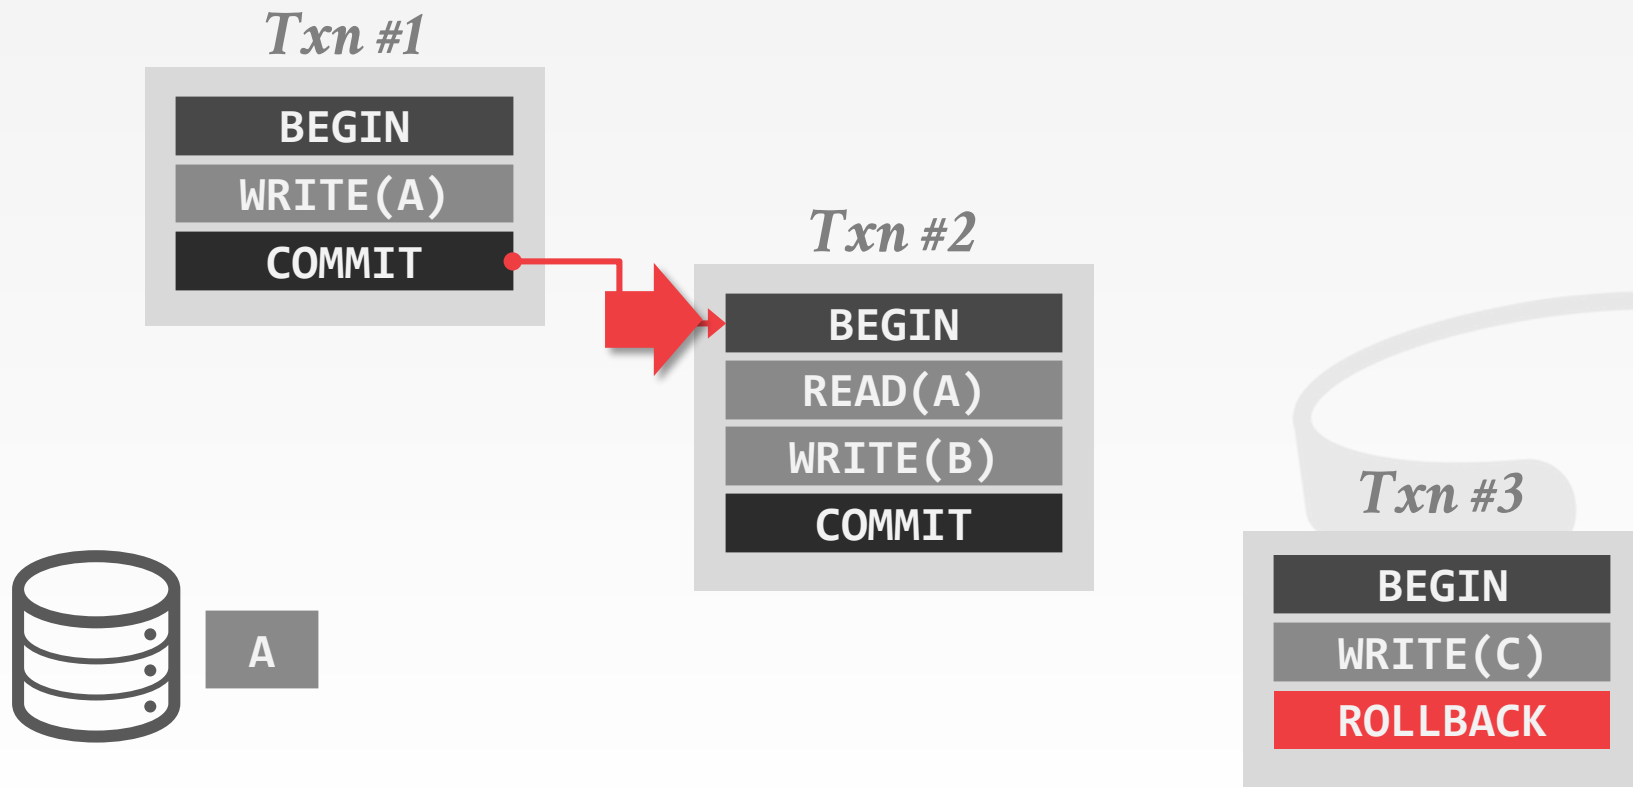 Txn #1
BEGIN
WRITE(A)
COMMIT
Txn #2
BEGIN
READ(A)
WRITE(B)
COMMIT
Txn #3
BEGIN
WRITE(C)
ROLLBACK
A